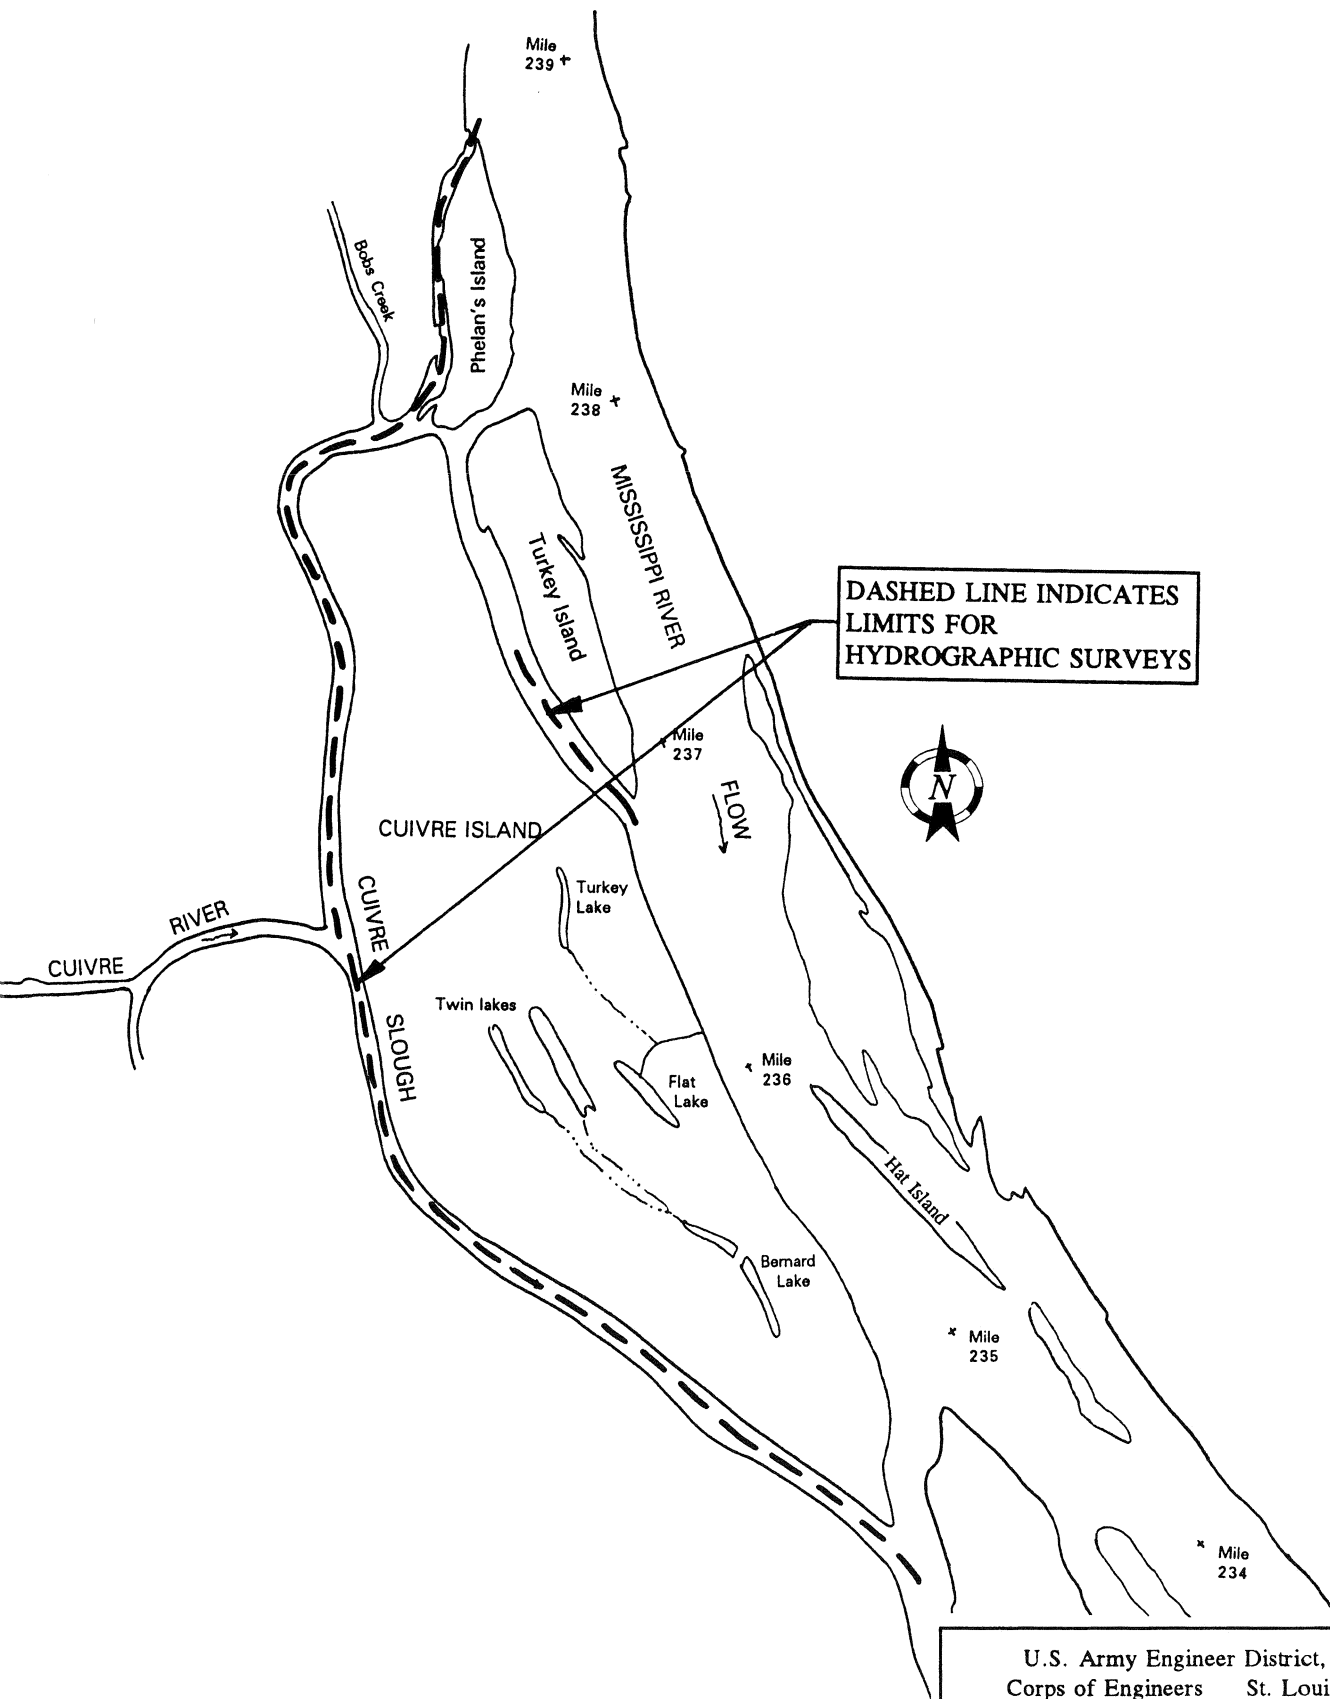 Mile
239
Bobs Creek
Phelan's Island
Mile
238
MISSISSIPPI RIVER
Turkey Island
DASHED LINE INDICATES
LIMITS FOR
HYDROGRAPHIC SURVEYS
Mile
237
FLOW
N
CUIVRE ISLAND
Turkey
Lake
CUIVRE
SLOUGH
CUIVRE
RIVER
Twin lakes
Flat
Lake
Mile
236
Hat Island
Bernard
Lake
Mile
235
Mile
234
U.S. Army Engineer District,
Corps of Engineers St. Loui